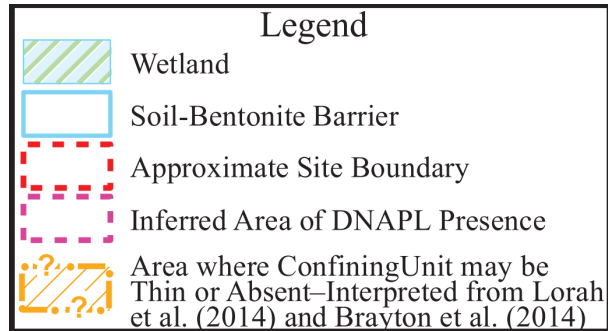 Legend
Wetland
Soil-Bentonite Barrier
Approximate Site Boundary
Inferred Area of DNAPL Presence
?
?
Area where ConfiningUnit may be
Thin or Absent–Interpreted from Lorah
et al. (2014) and Brayton et al. (2014)